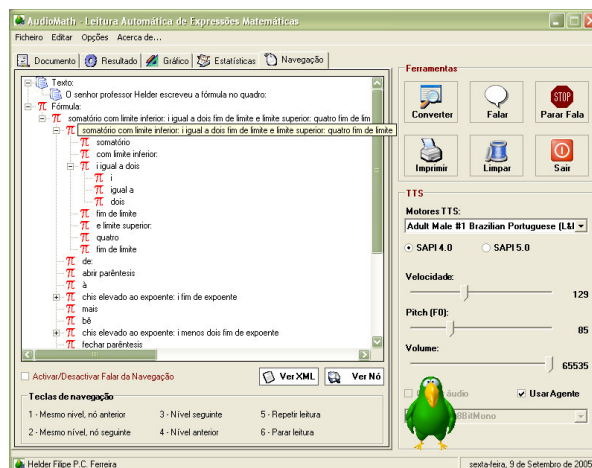 AudioMath - Leitura Automática de Expressões Matemáticas
Ficheiro Editar Opções Acerca de...
Documento Resultado Gráfico Estatísticas Navegação
Texto:
O senhor professor Helder escreveu a fórmula no quadro:
Fórmula:
somatório com limite inferior: i igual a dois fim de limite e limite superior: quatro fim de lim
somatório com limite inferior: i igual a dois fim de limite e limite superior: quatro fim de limite
somatório
com limite inferior:
i igual a dois
i
igual a
dois
fim de limite
e limite superior:
quatro
fim de limite
de:
abrir parêntesis
à
chis elevado ao expoente: i fim de expoente
mais
bê
chis elevado ao expoente: i menos dois fim de expoente
fechar parêntesis
Activar/Desactivar Falar da Navegação
Ver XML Ver Nó
Teclas de navegação
1 - Mesmo nivel, nó anterior 3 - Nível seguinte 5 - Repetir leitura
2 - Mesmo nível, nó seguinte 4 - Nível anterior 6 - Parar leitura
Ferramentas
Converter Falar Parar Fala
STOP
Imprimir Limpar Sair
TTS
Motores TTS:
Adult Male #1 Brazilian Portuguese (L&H
SAPI 4.0 SAPI 5.0
Velocidade:
129
Pitch (F0):
85
Volume:
65535
áudio Usar Agente
8BitMono
Helder Filipe P.C. Ferreira sexta-feira, 9 de Setembro de 2005